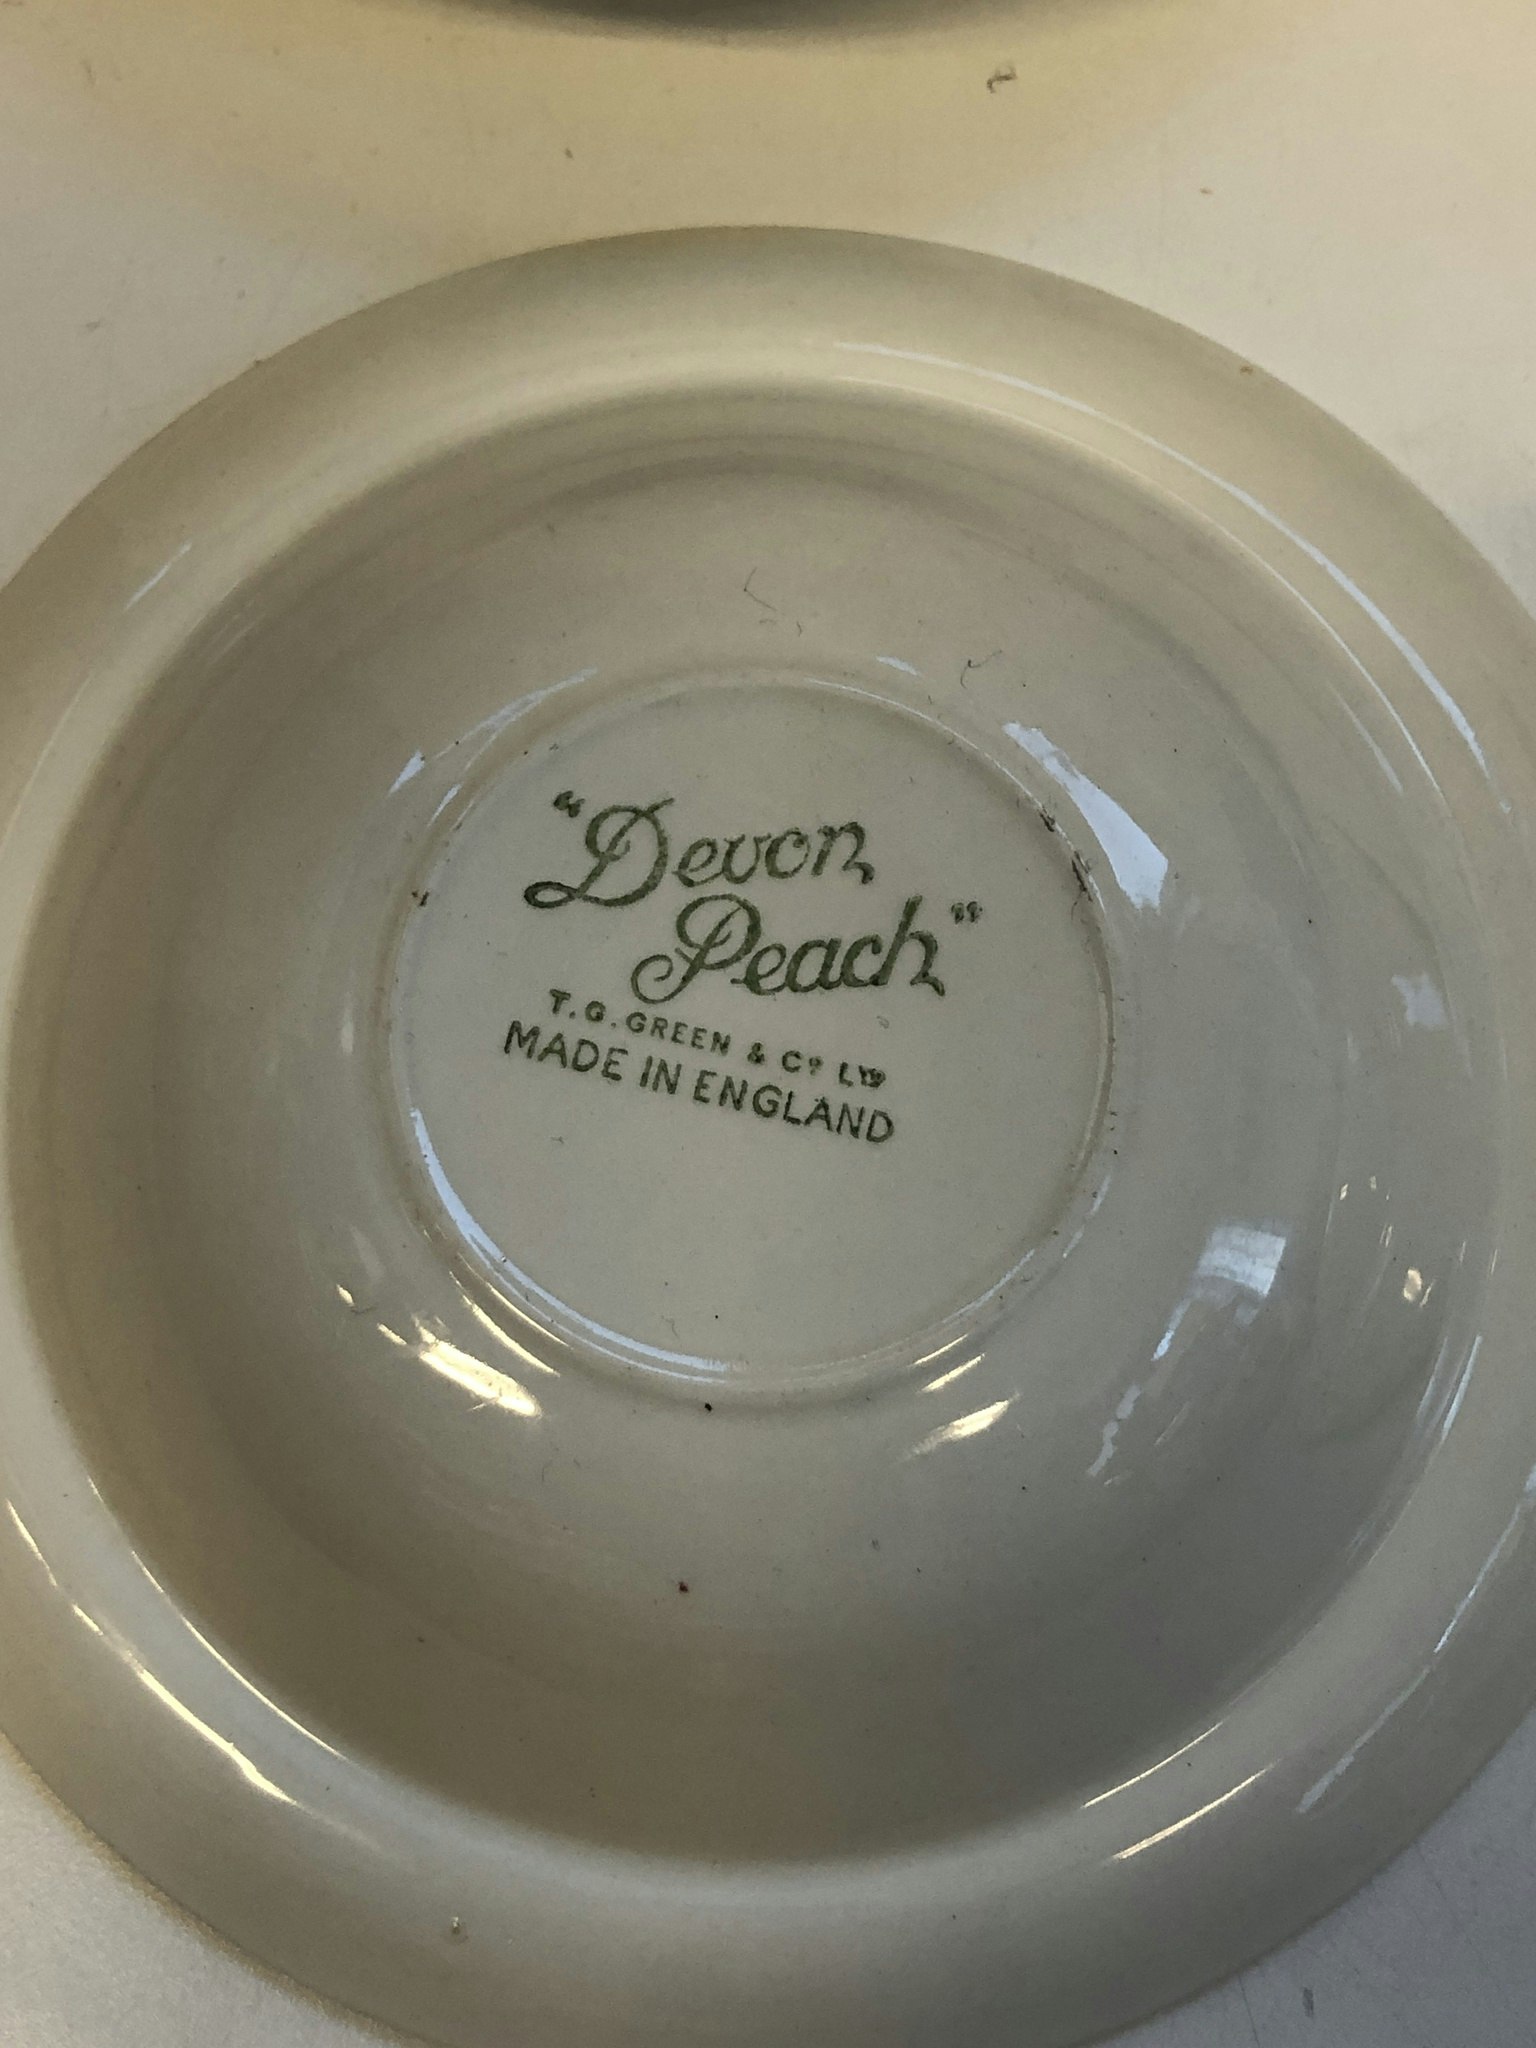 “Devon
Peach”
T. G. GREEN & Co LTD
MADE IN ENGLAND